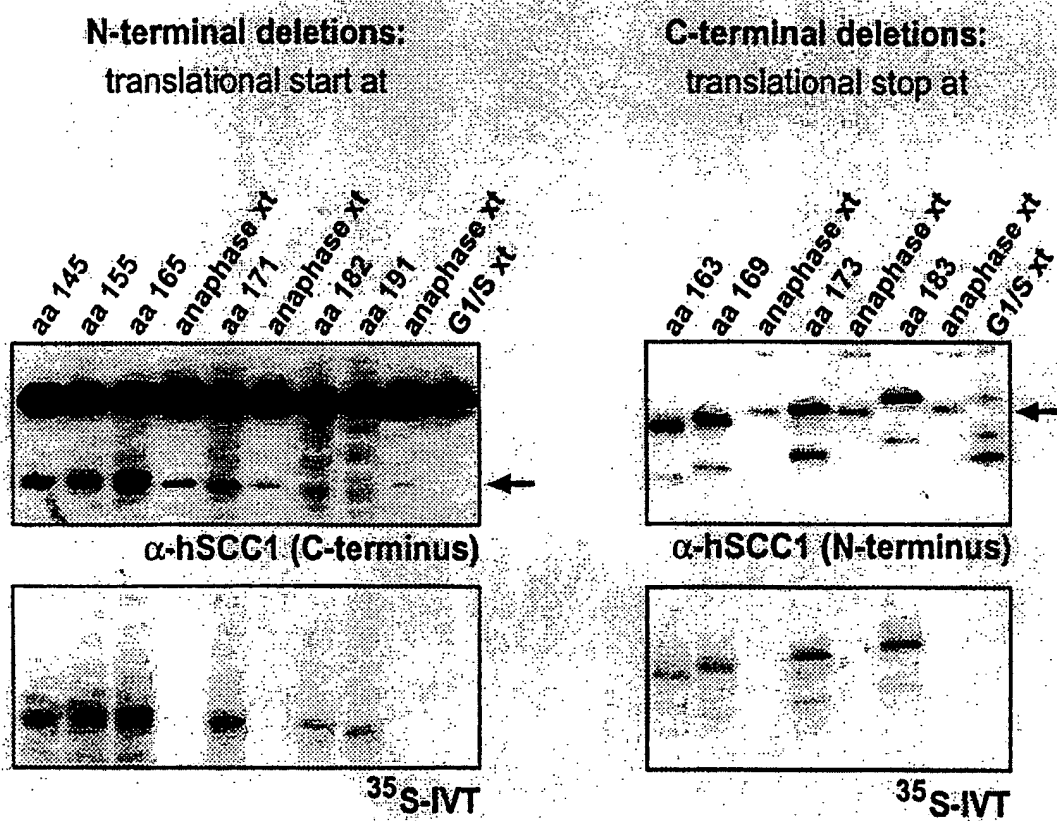 N-terminal deletions:
translational start at
aa 145
aa 155
aa 165
anaphase xt
aa 171
anaphase xt
aa 182
aa 191
anaphase xt
G1/S xt
α-hSCC1 (C-terminus)
35S-IVT
C-terminal deletions:
translational stop at
aa 163
aa 169
anaphase xt
aa 173
anaphase xt
aa 183
anaphase xt
G1/S xt
α-hSCC1 (N-terminus)
35S-IVT